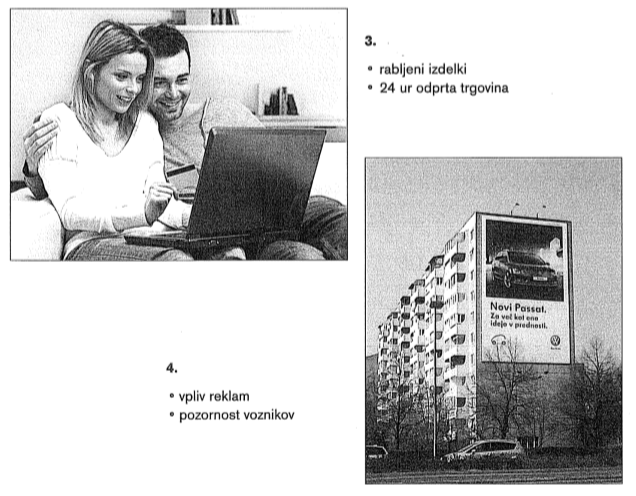 3.
• rabljeni izdelki
• 24 ur odprta trgovina
Novi Passat.
Za več kot eno
idejo v prednosti.
4.
• vpliv reklam
• pozornost voznikov